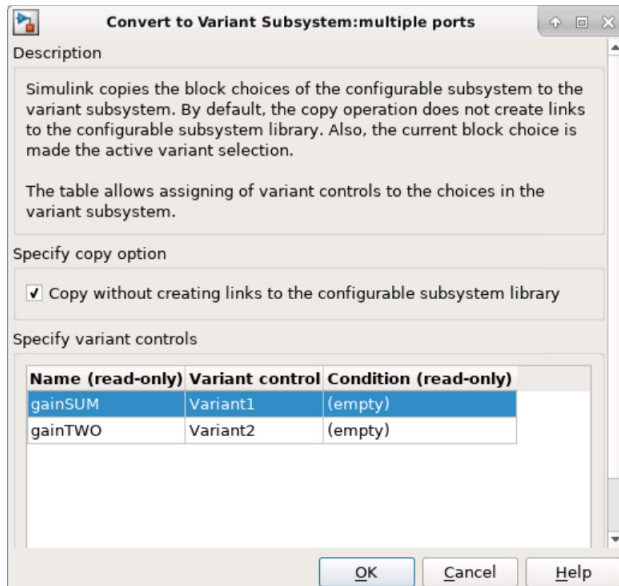 Convert to Variant Subsystem:multiple ports
Description
Simulink copies the block choices of the configurable subsystem to the
variant subsystem. By default, the copy operation does not create links
to the configurable subsystem library. Also, the current block choice is
made the active variant selection.
The table allows assigning of variant controls to the choices in the
variant subsystem.
Specify copy option
Copy without creating links to the configurable subsystem library
Specify variant controls
Name (read-only) Variant control Condition (read-only)
gainSUM Variant1 (empty)
gainTWO Variant2 (empty)
OK Cancel Help